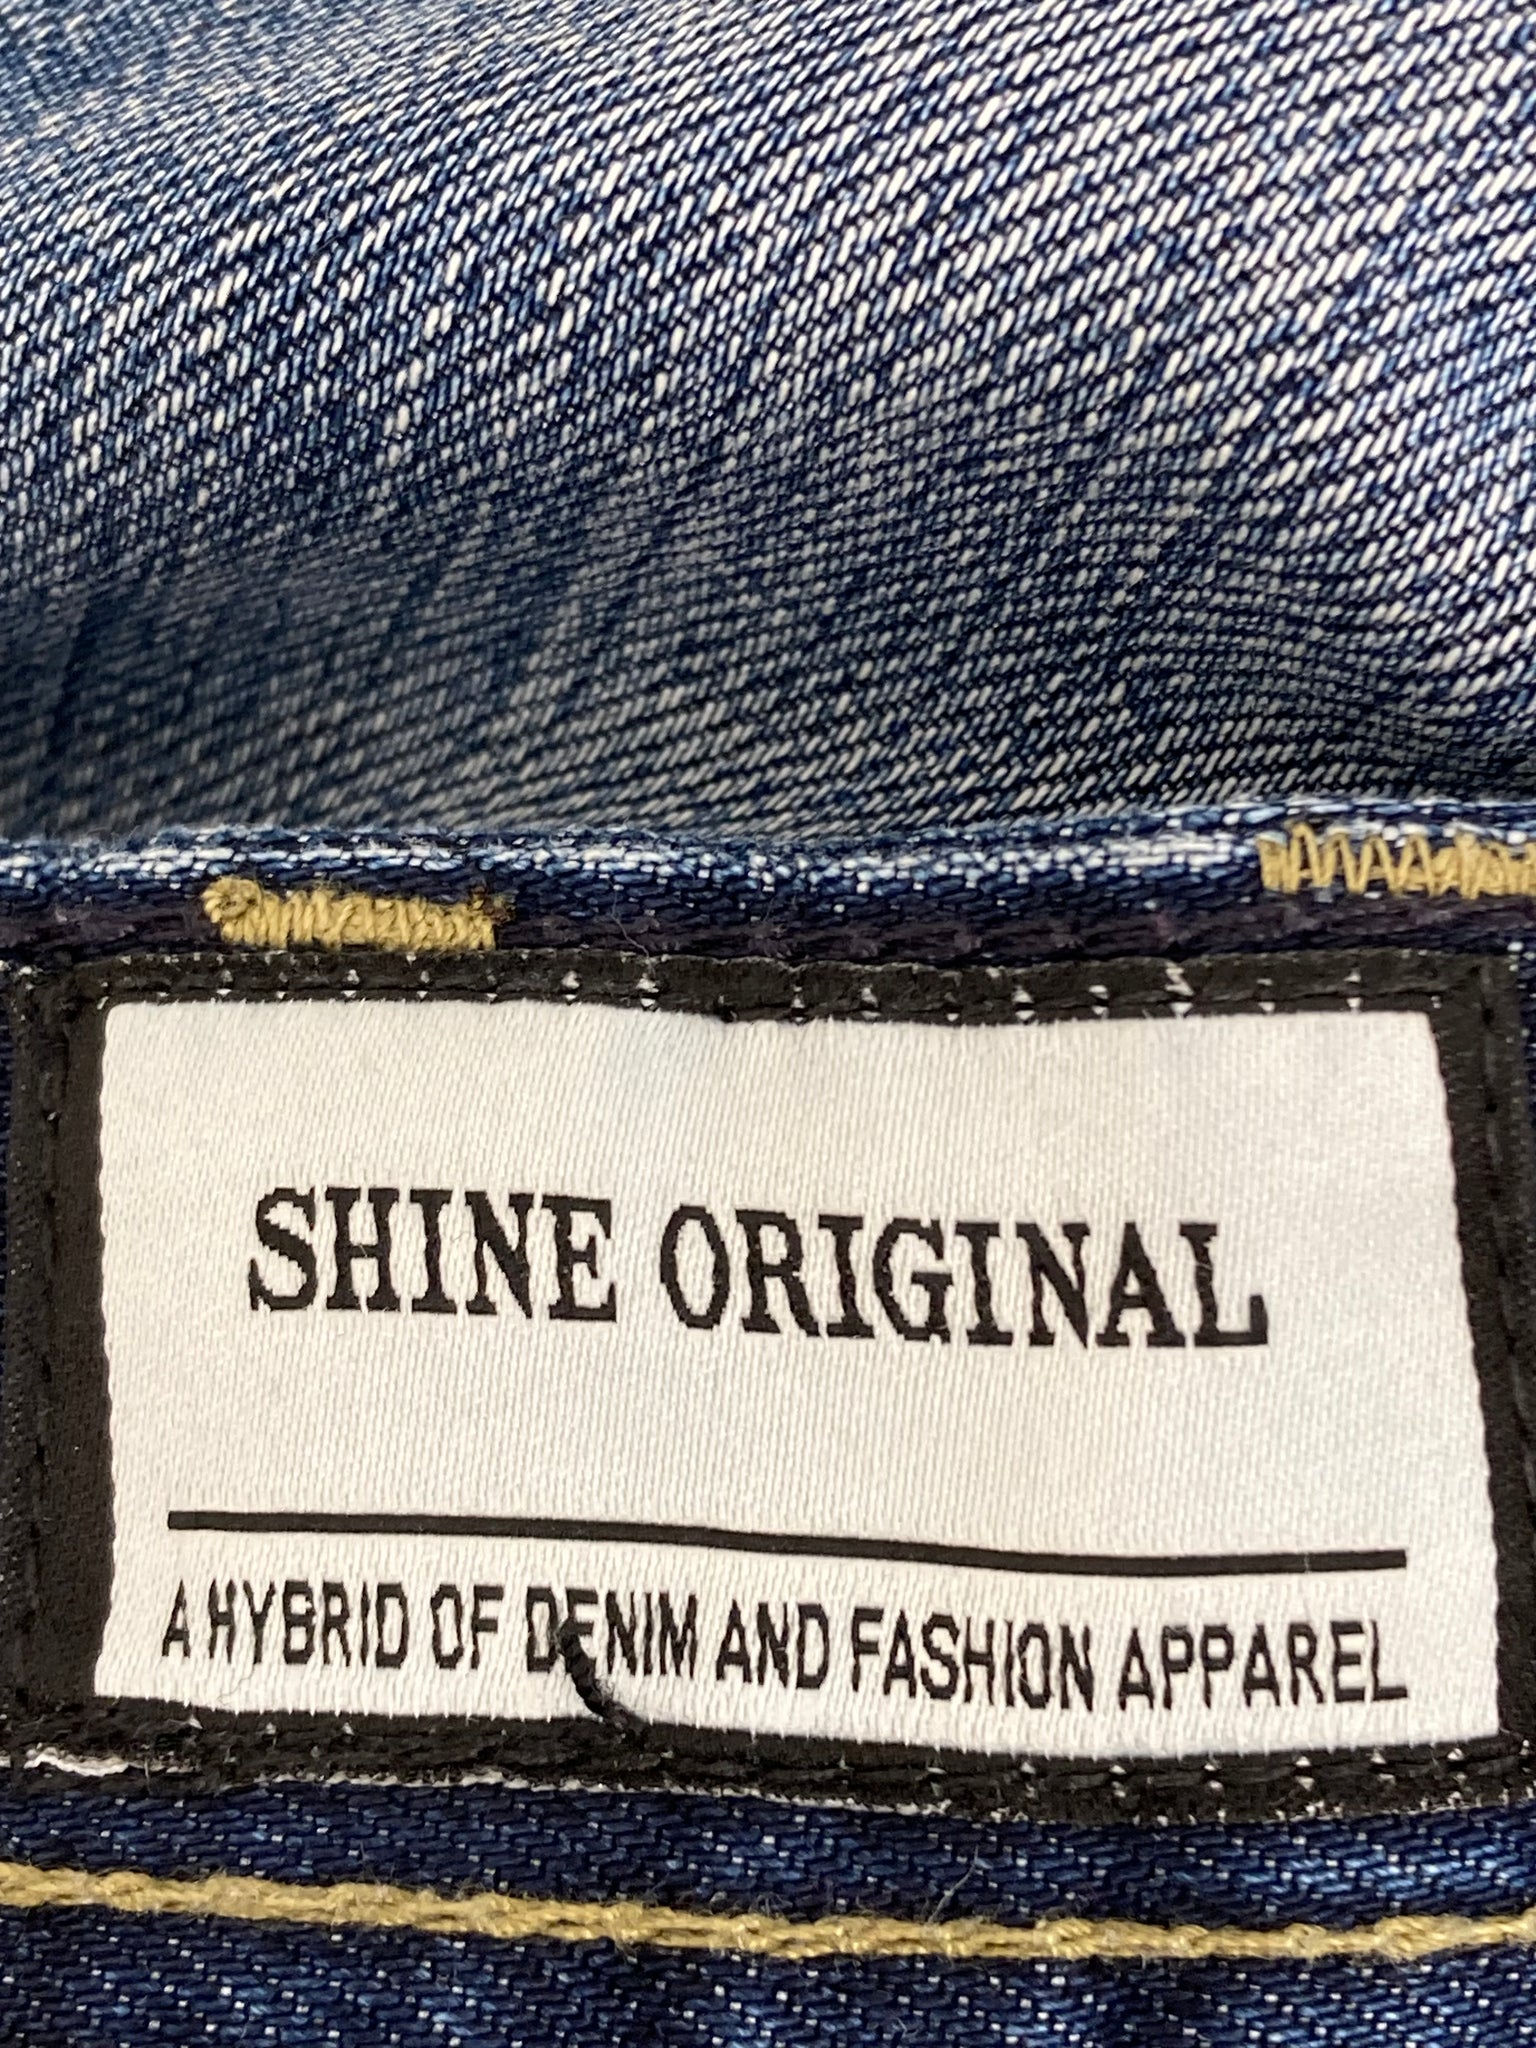 SHINE ORIGINAL
A HYBRID OF DENIM AND FASHION APPAREL